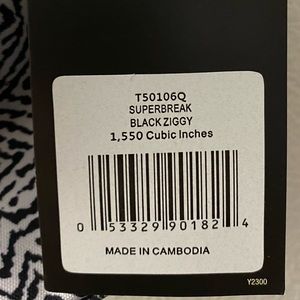 T50106Q
SUPERBREAK
BLACK ZIGGY
1,550 Cubic Inches
0 53329 90182 4
MADE IN CAMBODIA
Y2300